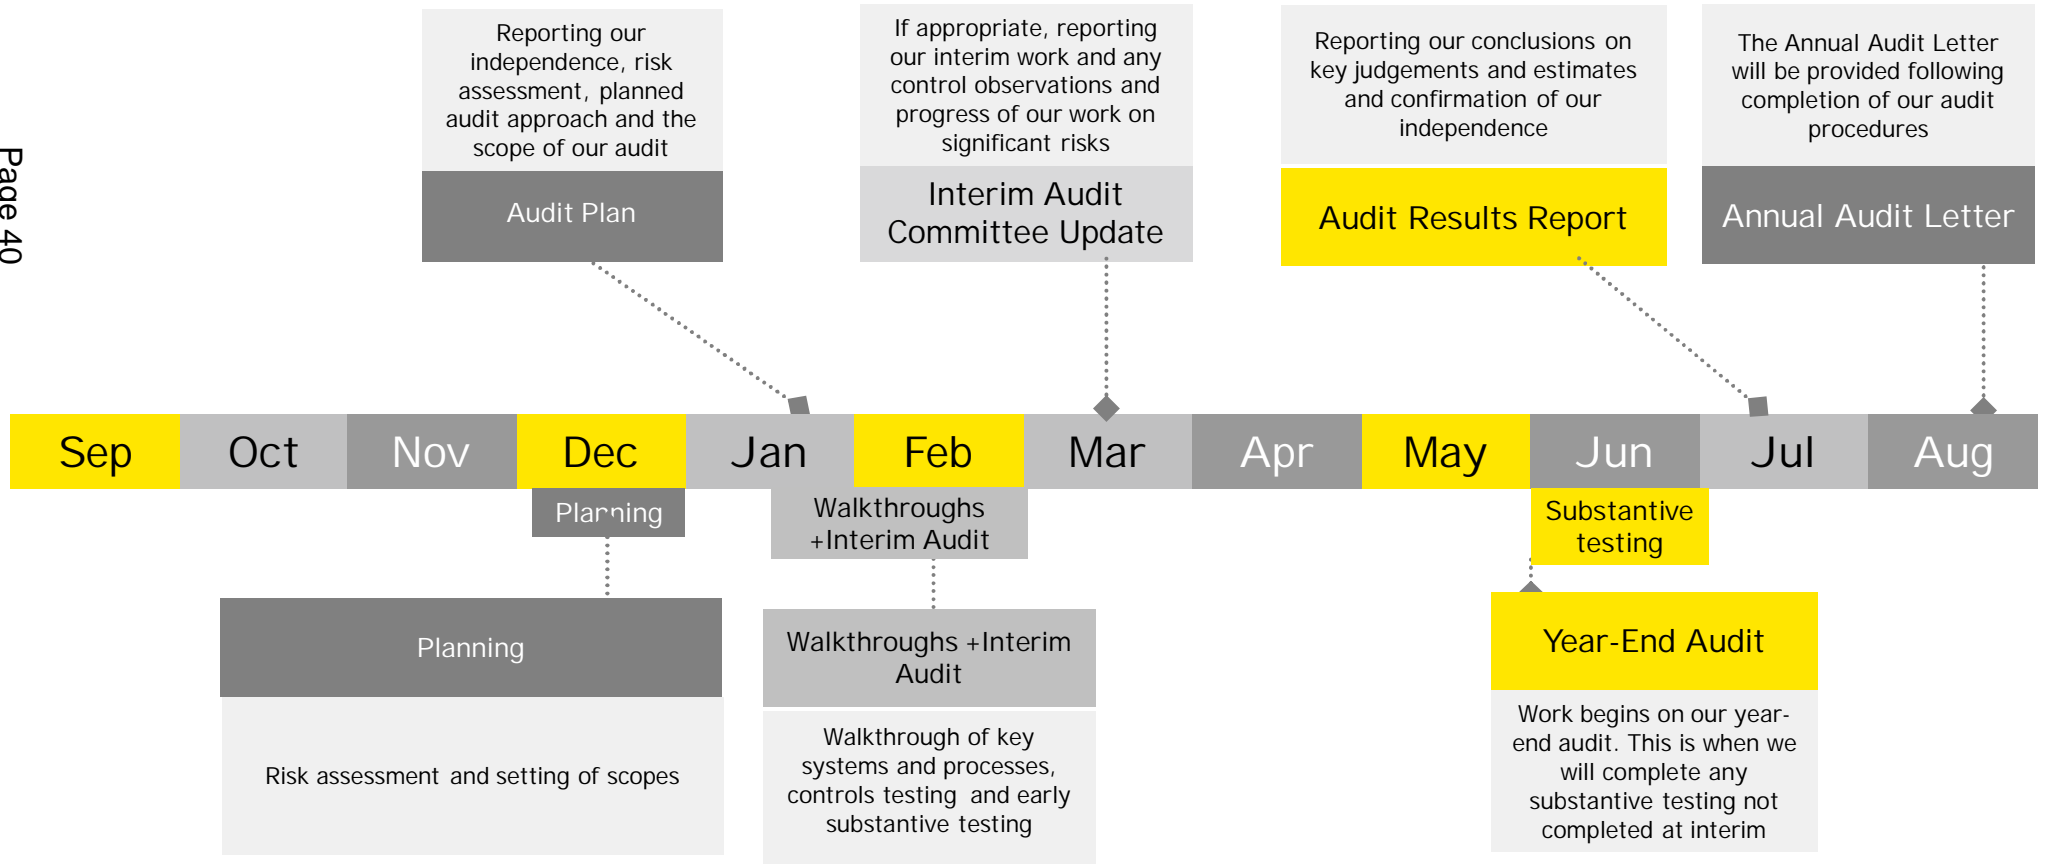 Page 40
Reporting our
independence, risk
assessment, planned
audit approach and the
scope of our audit
Audit Plan
If appropriate, reporting
our interim work and any
control observations and
progress of our work on
significant risks
Interim Audit
Committee Update
Reporting our conclusions on
key judgements and estimates
and confirmation of our
independence
Audit Results Report
The Annual Audit Letter
will be provided following
completion of our audit
procedures
Annual Audit Letter
Sep Oct Nov Dec Jan Feb Mar Apr May Jun Jul Aug
Planning
Walkthroughs
+Interim Audit
Substantive
testing
Planning
Risk assessment and setting of scopes
Walkthroughs +Interim
Audit
Walkthrough of key
systems and processes,
controls testing and early
substantive testing
Year-End Audit
Work begins on our year-
end audit. This is when we
will complete any
substantive testing not
completed at interim